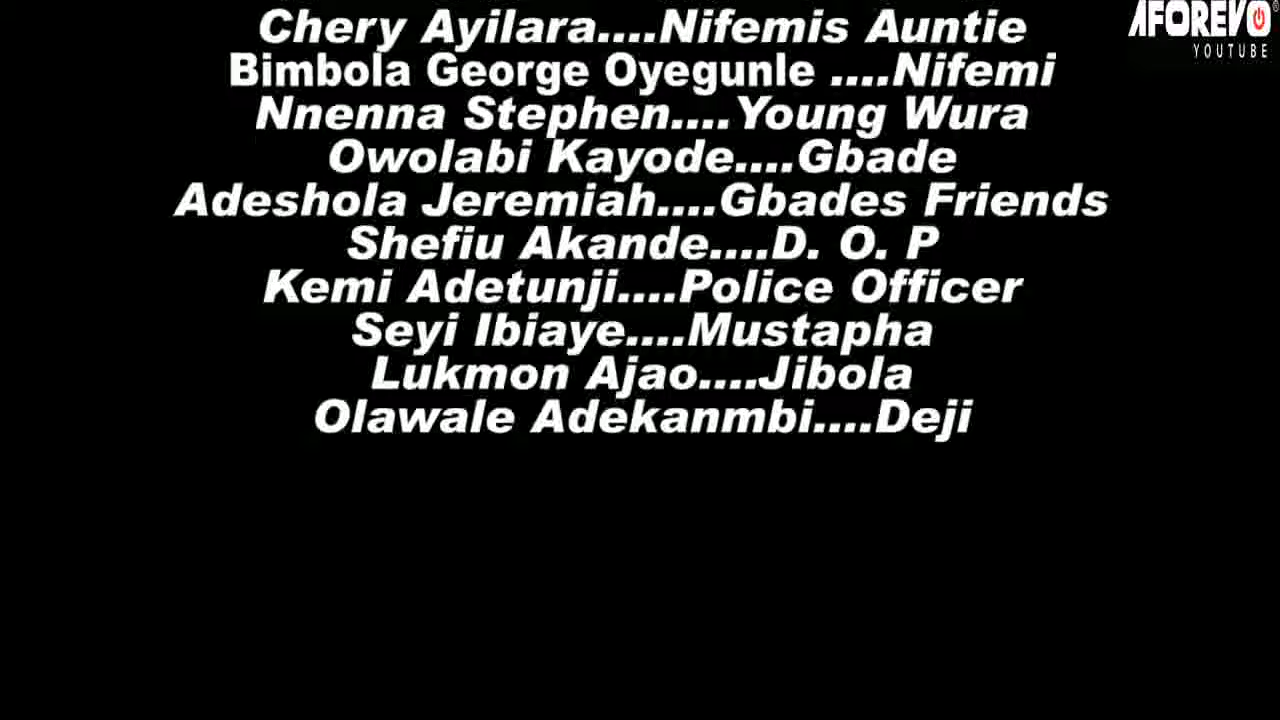 Chery Ayilara....Nifemis Auntie
Bimbola George Oyegunle ....Nifemi
Nnenna Stephen....Young Wura
Owolabi Kayode....Gbade
Adeshola Jeremiah....Gbades Friends
Shefiu Akande....D. O. P
Kemi Adetunji....Police Officer
Seyi Ibiaye....Mustapha
Lukmon Ajao....Jibola
Olawale Adekanmbi....Deji
AFOREVO®
YOUTUBE